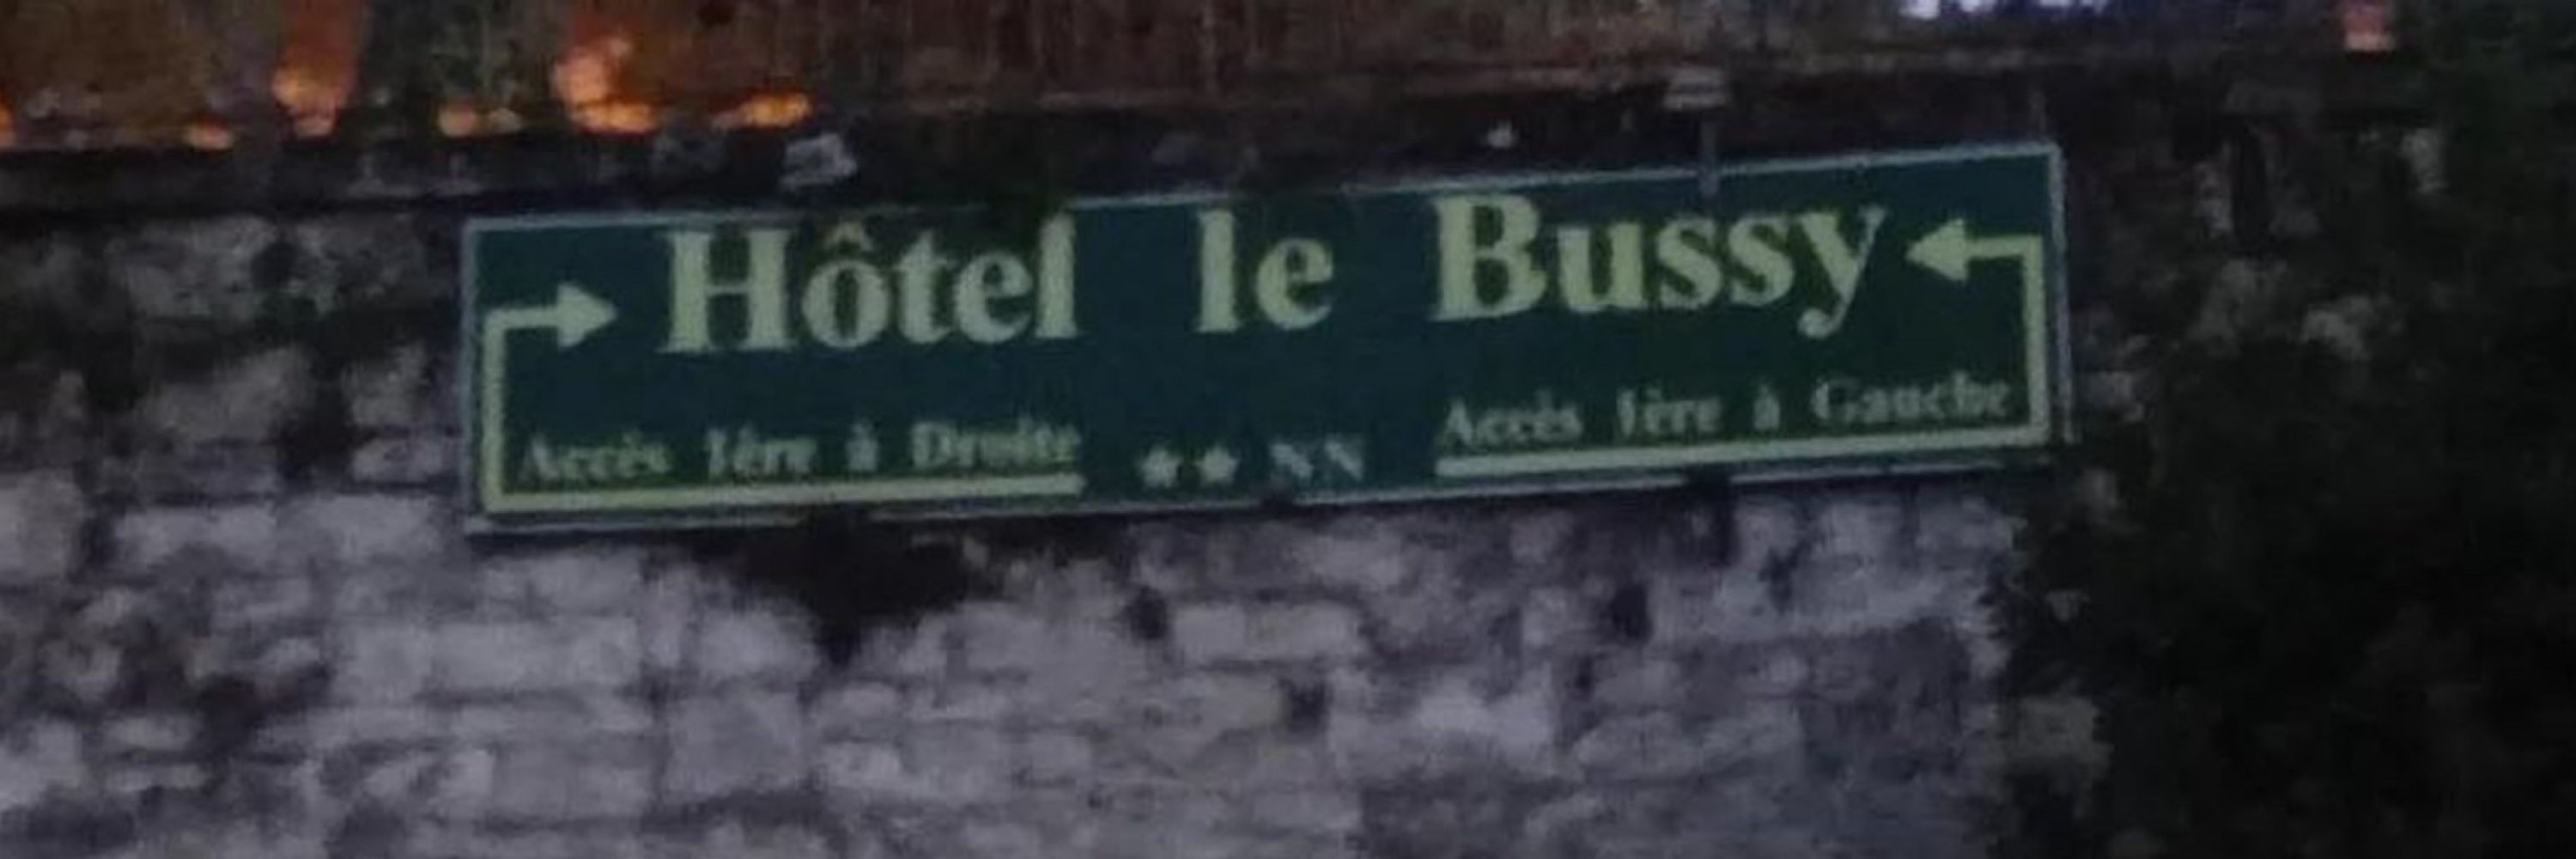 Hôtel le Bussy
Accès 1ère à Droite
★★ NN
Accès 1ère à Gauche